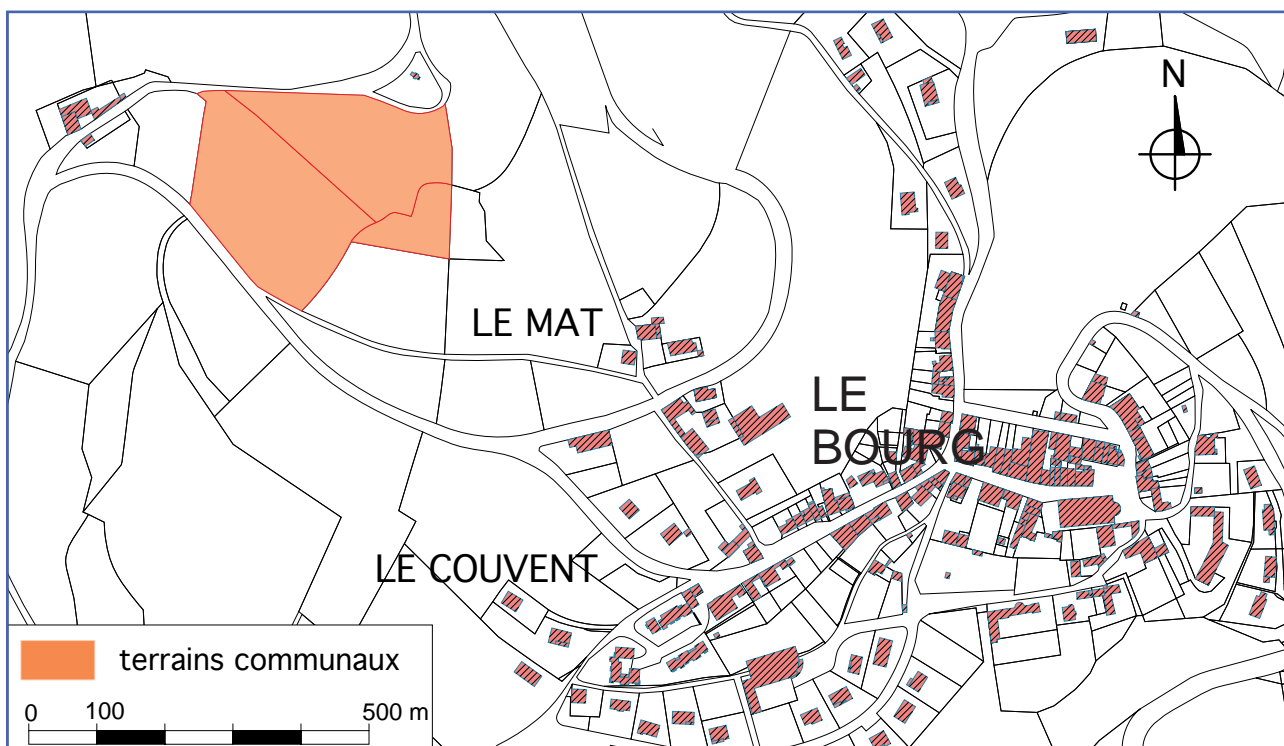 N
LE MAT
LE
BOURG
LE COUVENT
terrains communaux
0 100 500 m